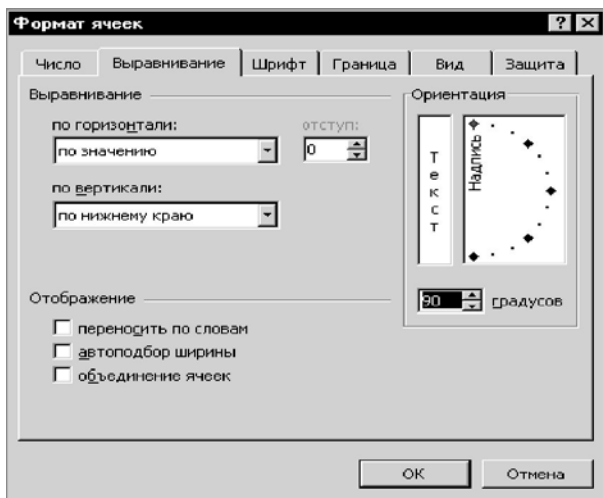 Формат ячеек
Число Выравнивание Шрифт Граница Вид Защита
Выравнивание
по горизонтали: отступ:
по значению 0
по вертикали:
по нижнему краю
Ориентация
Текст
Надпись
90 градусов
Отображение
переносить по словам
автоподбор ширины
объединение ячеек
ОК Отмена